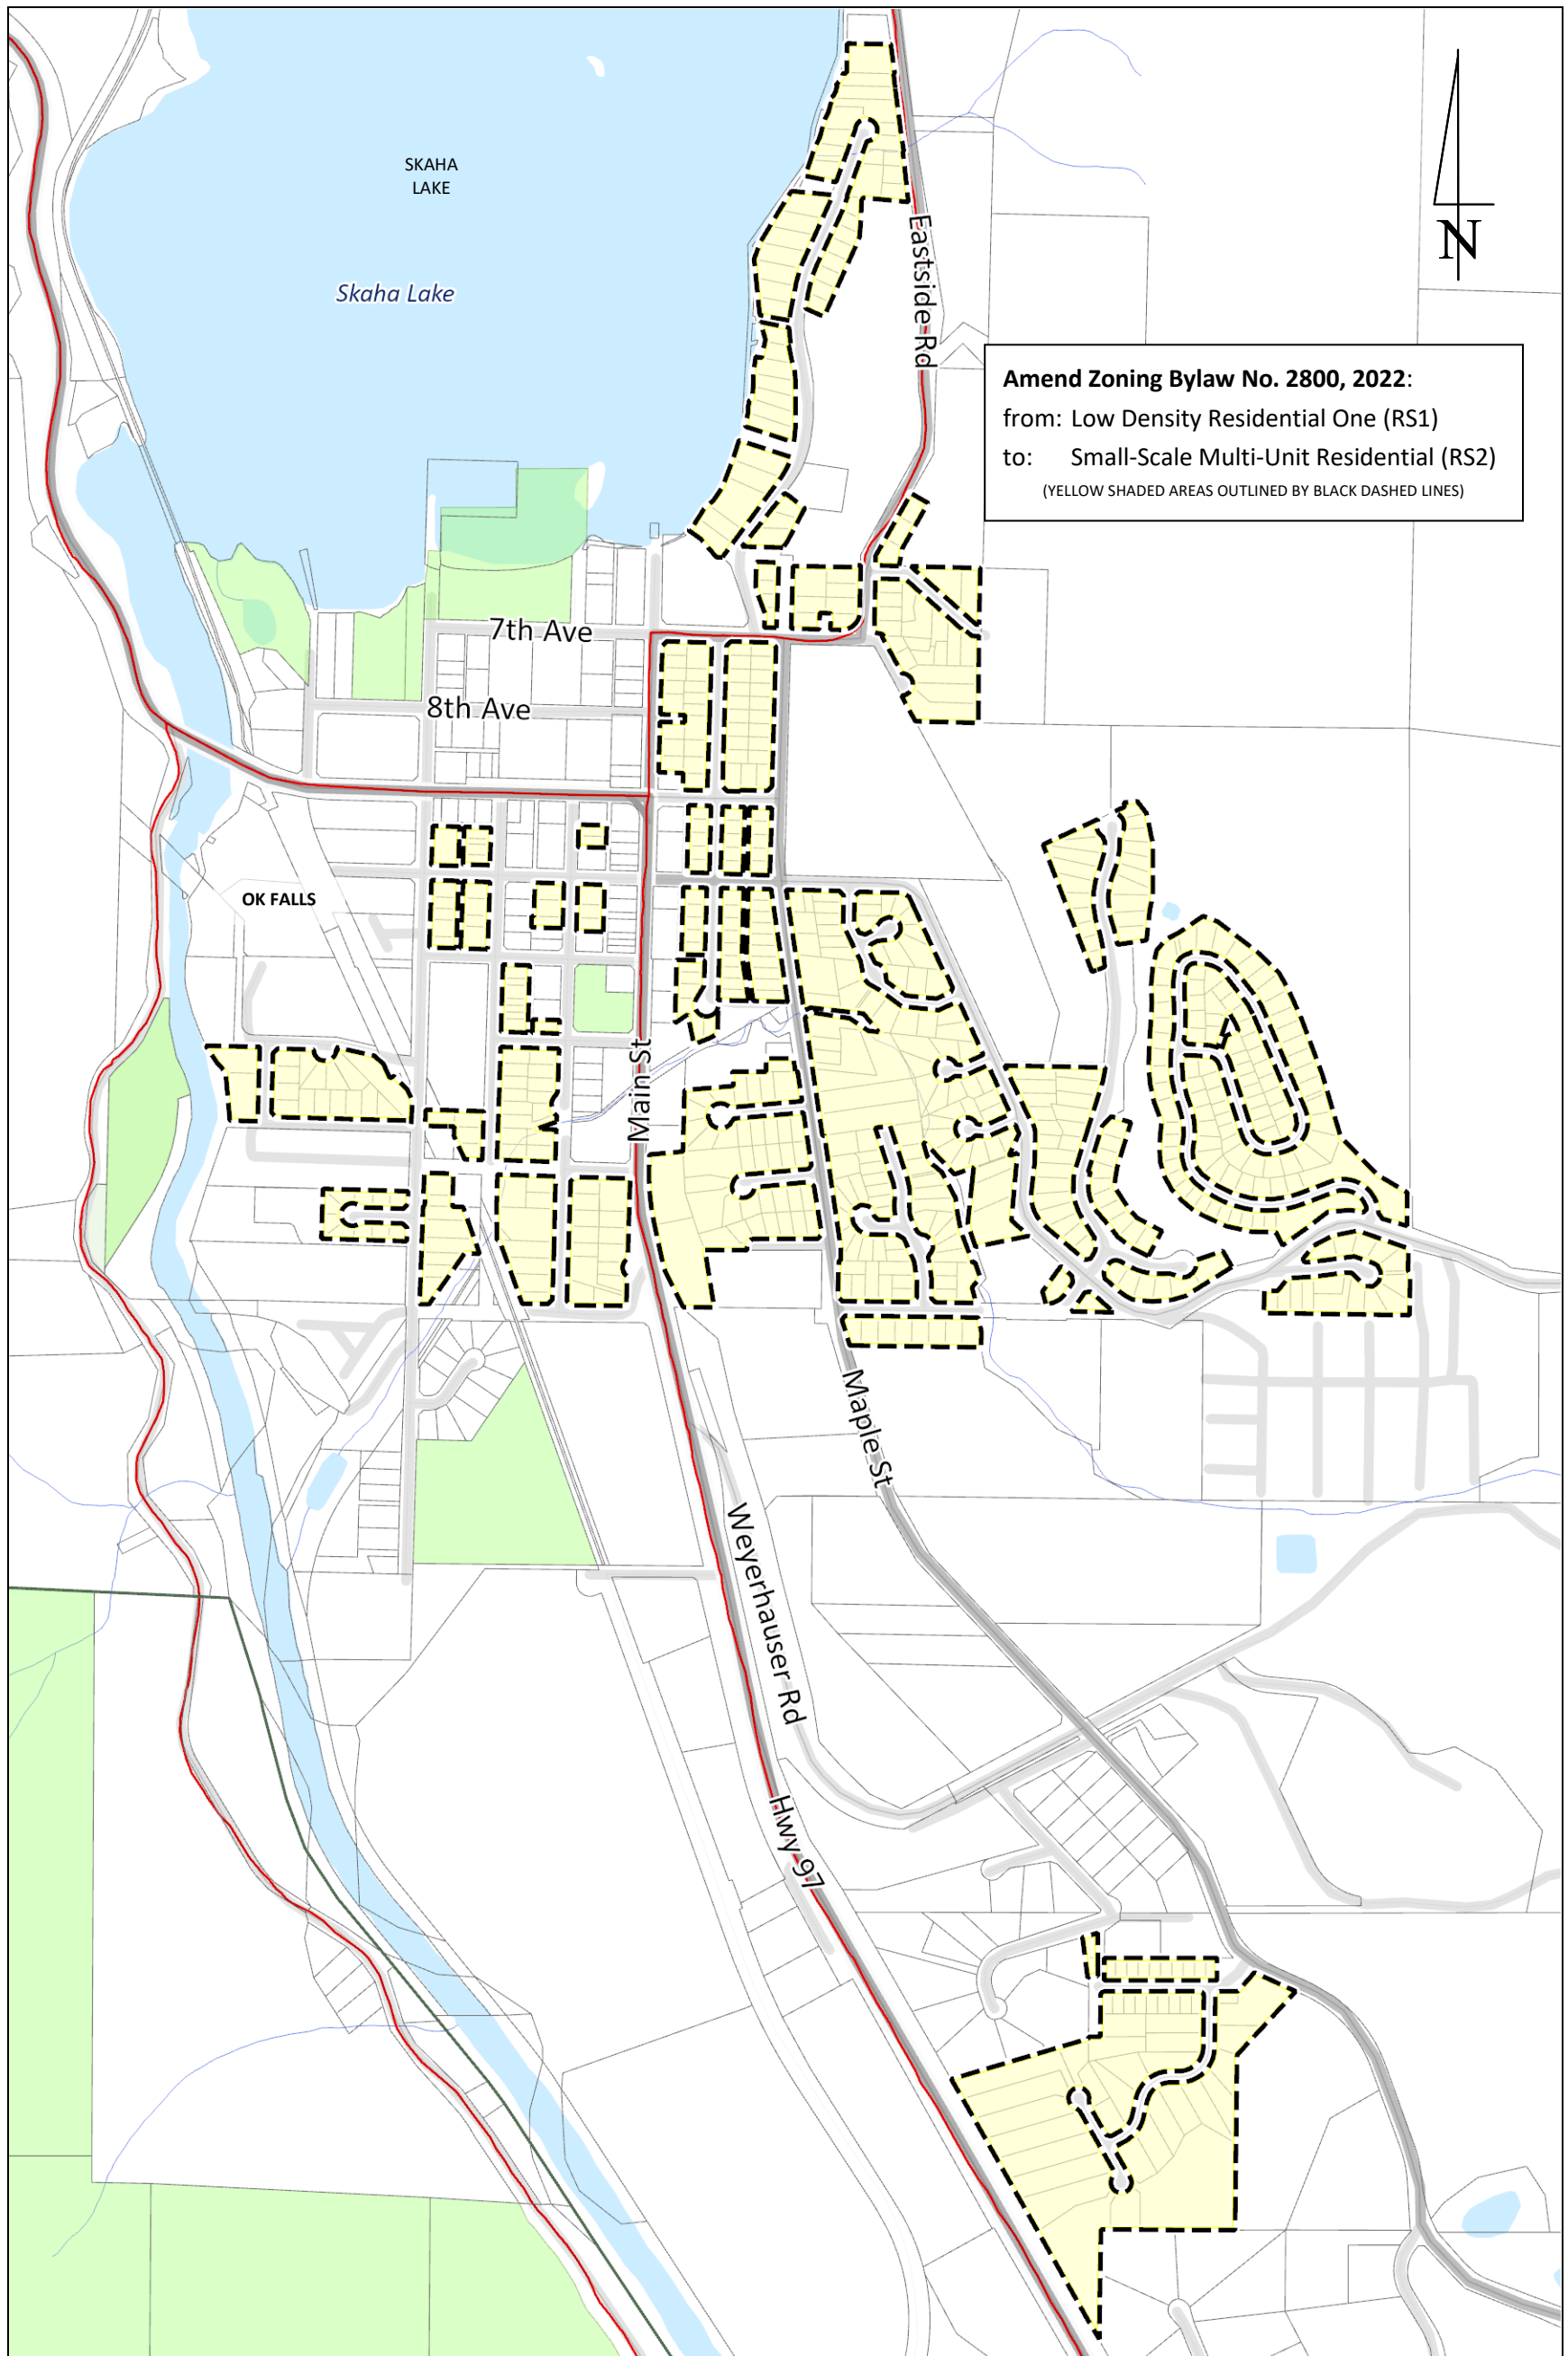 SKAHA
LAKE
Skaha Lake
Eastside Rd
N
Amend Zoning Bylaw No. 2800, 2022:
from: Low Density Residential One (RS1)
to: Small-Scale Multi-Unit Residential (RS2)
(YELLOW SHADED AREAS OUTLINED BY BLACK DASHED LINES)
7th Ave
8th Ave
OK FALLS
Main St
Maple St
Weyerhauser Rd
Hwy 97